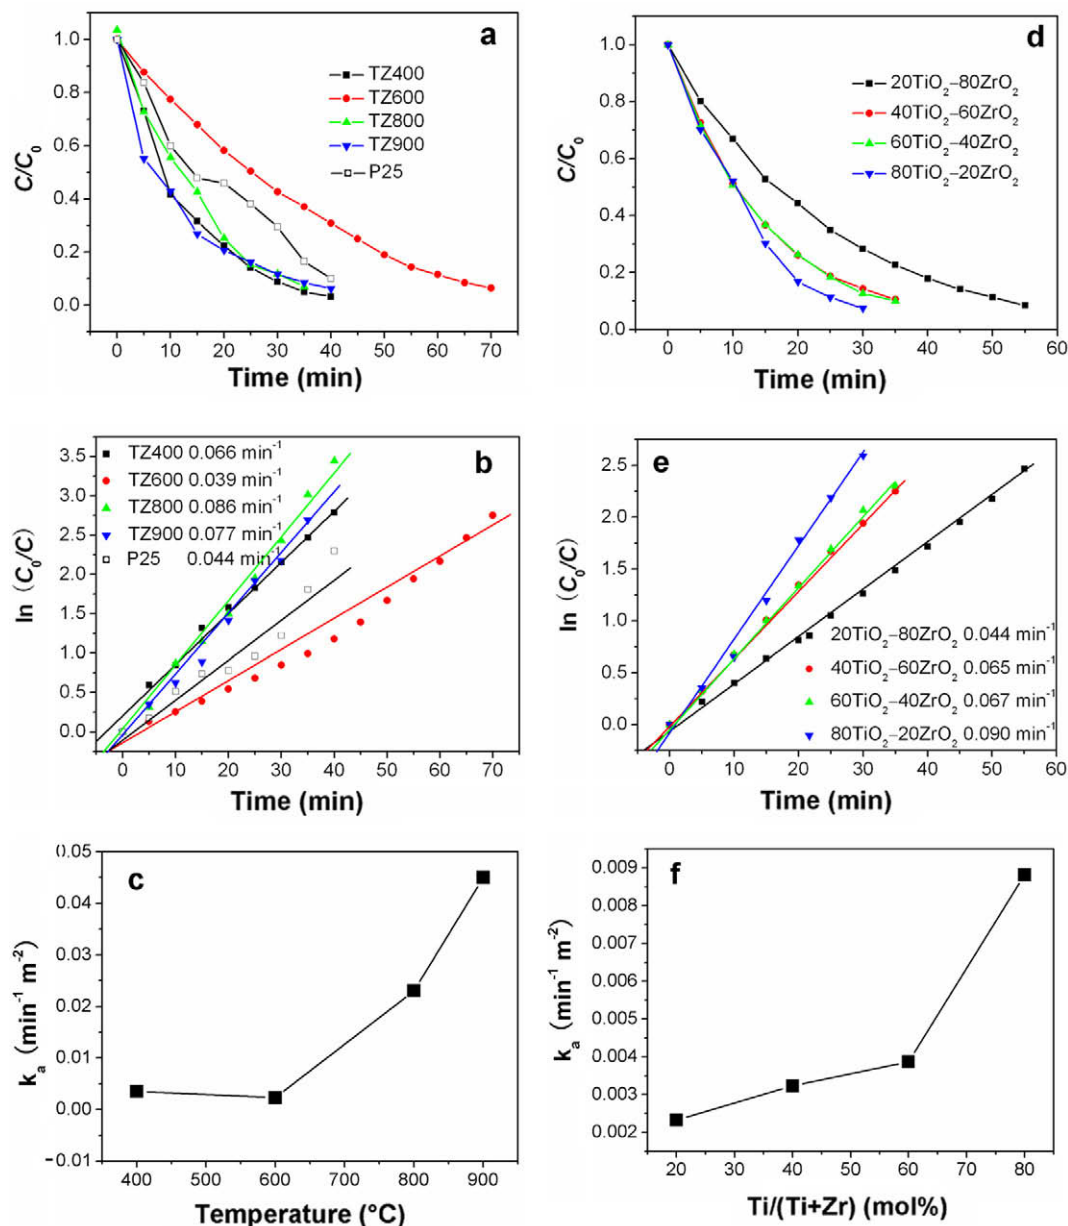 a
C/C0
1.0
0.8
0.6
0.4
0.2
0.0
TZ400
TZ600
TZ800
TZ900
P25
0 10 20 30 40 50 60 70
Time (min)
d
C/C0
1.0
0.8
0.6
0.4
0.2
0.0
20TiO2–80ZrO2
40TiO2–60ZrO2
60TiO2–40ZrO2
80TiO2–20ZrO2
0 10 20 30 40 50 60
Time (min)
b
ln (C0/C)
3.5
3.0
2.5
2.0
1.5
1.0
0.5
0.0
TZ400 0.066 min-1
TZ600 0.039 min-1
TZ800 0.086 min-1
TZ900 0.077 min-1
P25 0.044 min-1
0 10 20 30 40 50 60 70
Time (min)
e
ln (C0/C)
2.5
2.0
1.5
1.0
0.5
0.0
20TiO2–80ZrO2 0.044 min-1
40TiO2–60ZrO2 0.065 min-1
60TiO2–40ZrO2 0.067 min-1
80TiO2–20ZrO2 0.090 min-1
0 10 20 30 40 50 60
Time (min)
c
ka (min-1 m-2)
0.05
0.04
0.03
0.02
0.01
0.00
−0.01
400 500 600 700 800 900
Temperature (°C)
f
ka (min-1 m-2)
0.009
0.008
0.007
0.006
0.005
0.004
0.003
0.002
20 30 40 50 60 70 80
Ti/(Ti+Zr) (mol%)